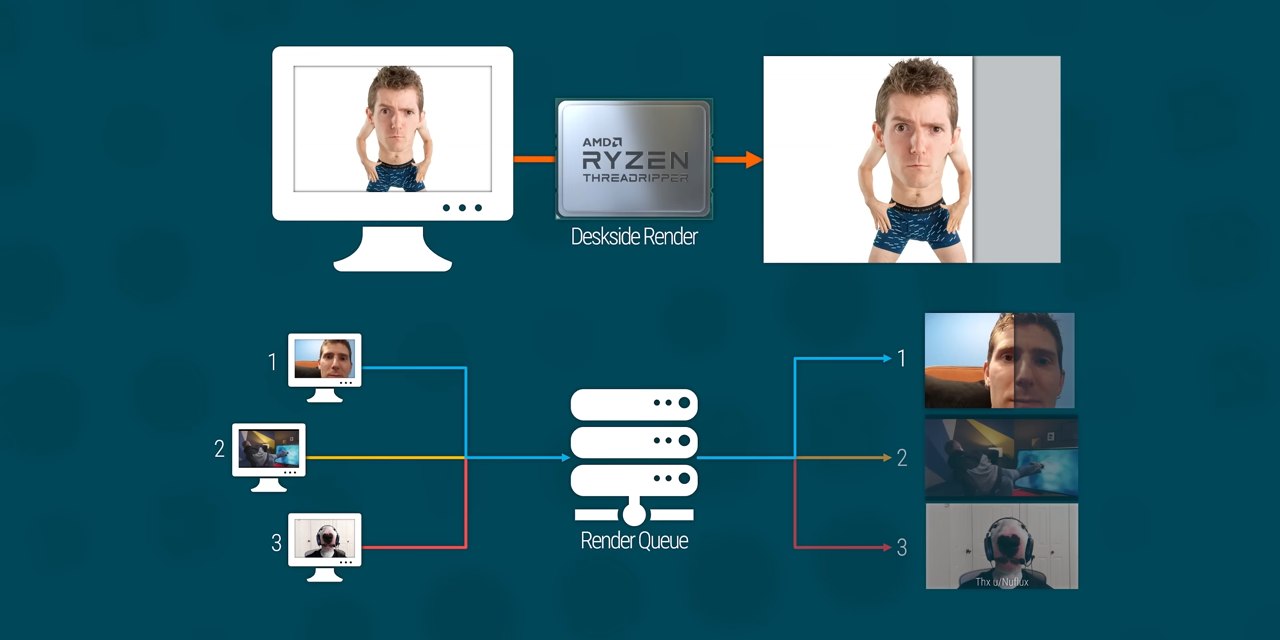 AMD
RYZEN
THREADRIPPER
Deskside Render
1
2
3
Render Queue
1
2
3
Thx u/Nuflux